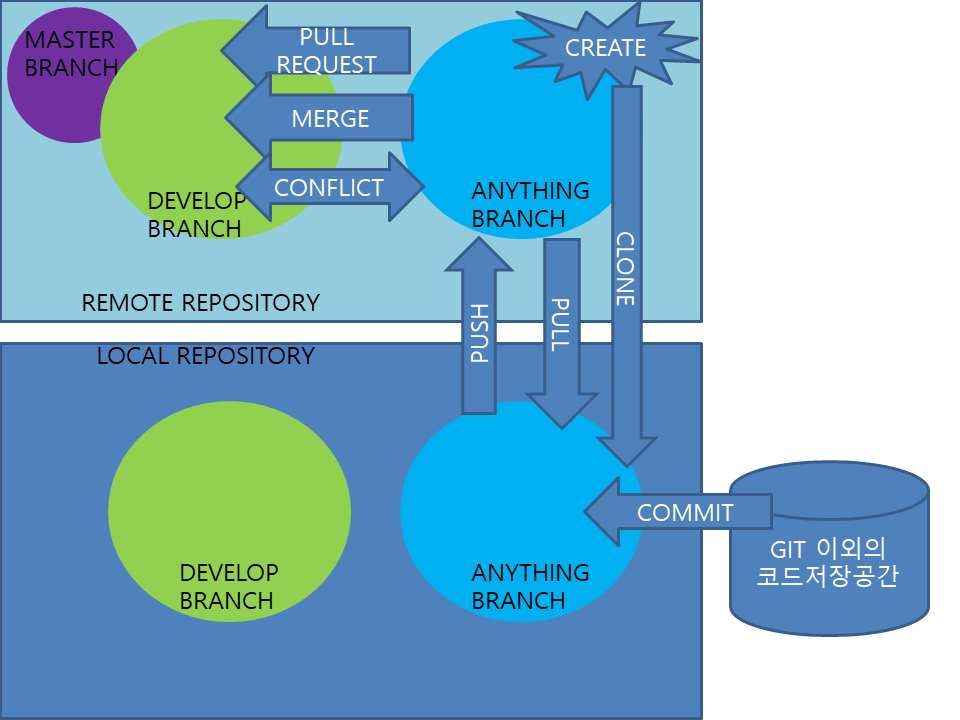 MASTER
BRANCH
PULL
REQUEST
CREATE
MERGE
CONFLICT
DEVELOP
BRANCH
ANYTHING
BRANCH
CLONE
REMOTE REPOSITORY
PUSH
PULL
LOCAL REPOSITORY
COMMIT
GIT 이외의
코드저장공간
DEVELOP
BRANCH
ANYTHING
BRANCH